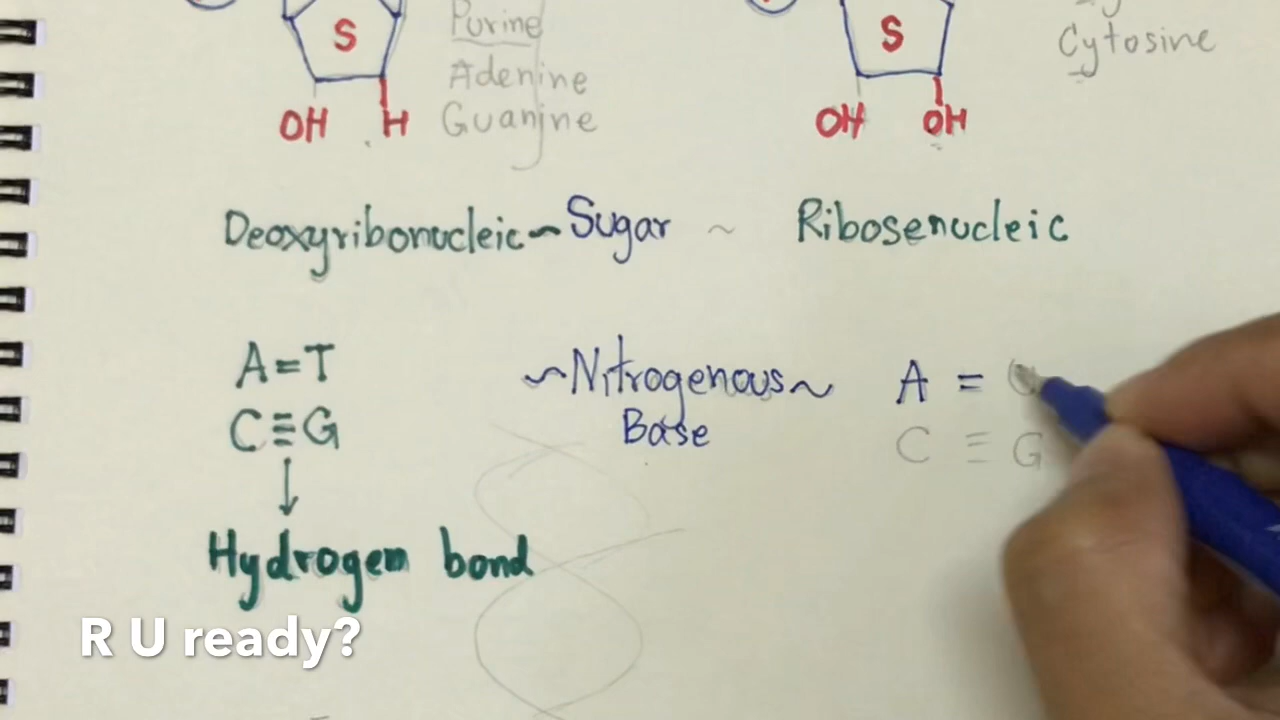 S
Purine
Adenine
Guanine
OH H
S
Cytosine
OH OH
Deoxyribonucleic ~ Sugar ~ Ribosenucleic
A=T
C≡G
~Nitrogenous~
Base
A =
C ≡ G
Hydrogen bond
R U ready?